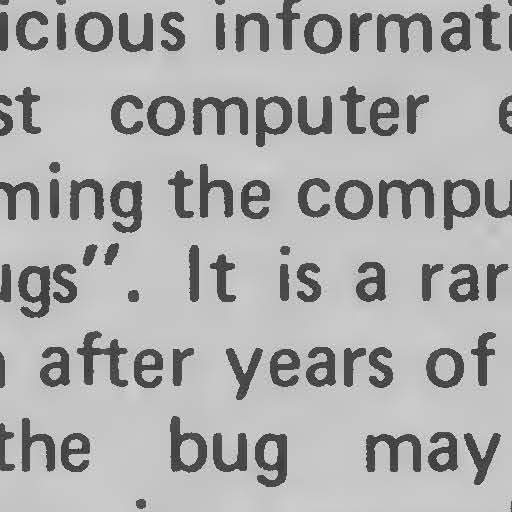 icious informati
st computer e
ming the compu
ugs". It is a rar
after years of
the bug may